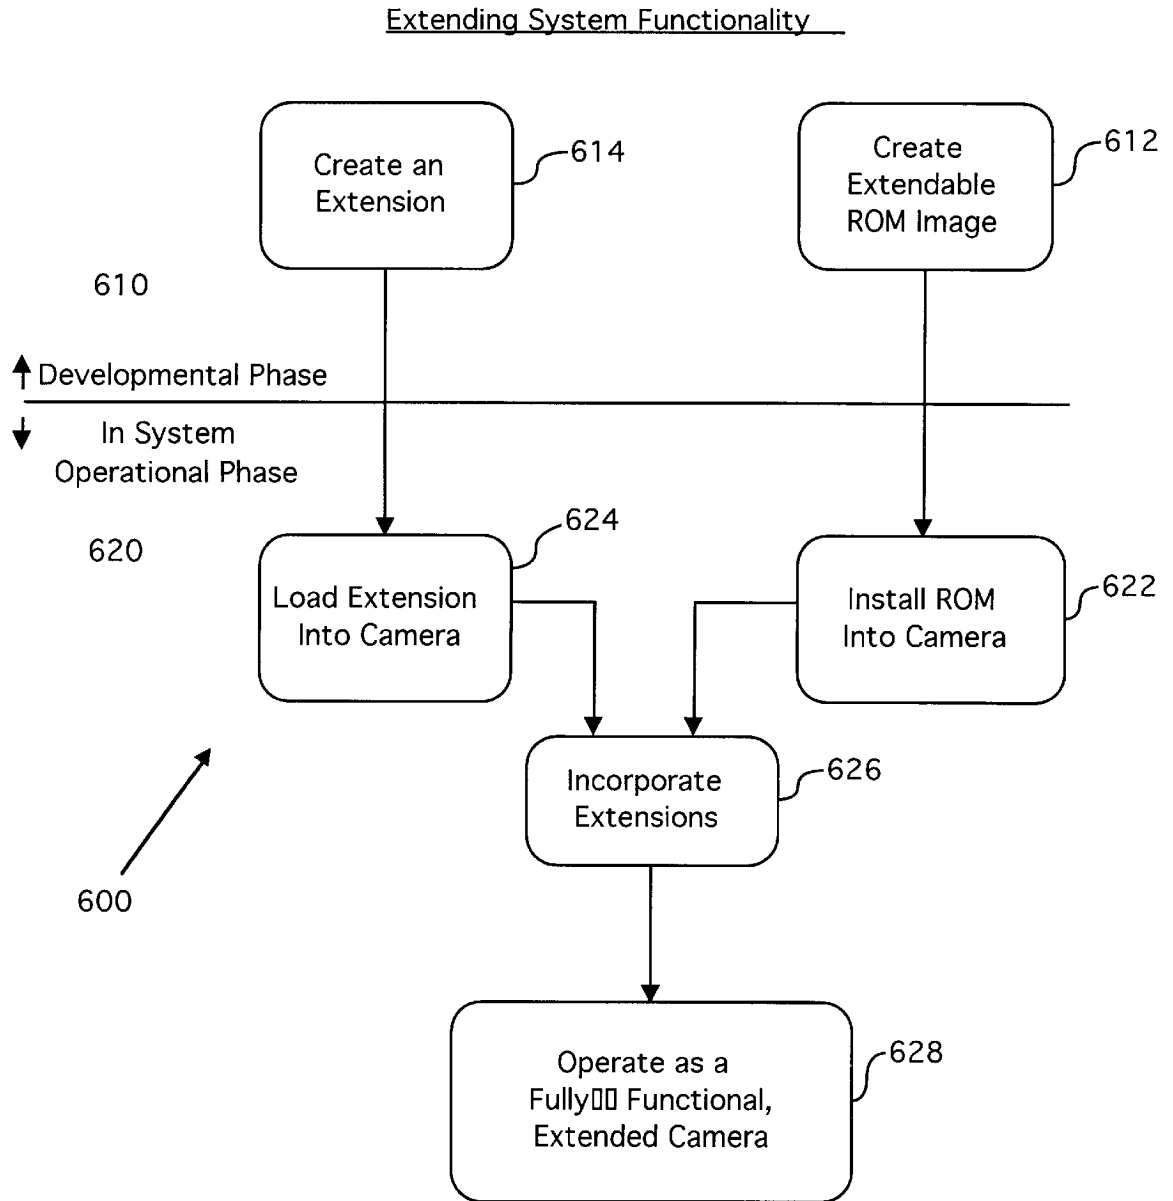 Extending System Functionality
Create an
Extension
614
Create
Extendable
ROM Image
612
610
Developmental Phase
In System
Operational Phase
620
Load Extension
Into Camera
624
Install ROM
Into Camera
622
Incorporate
Extensions
626
600
Operate as a
Fully▯▯ Functional,
Extended Camera
628